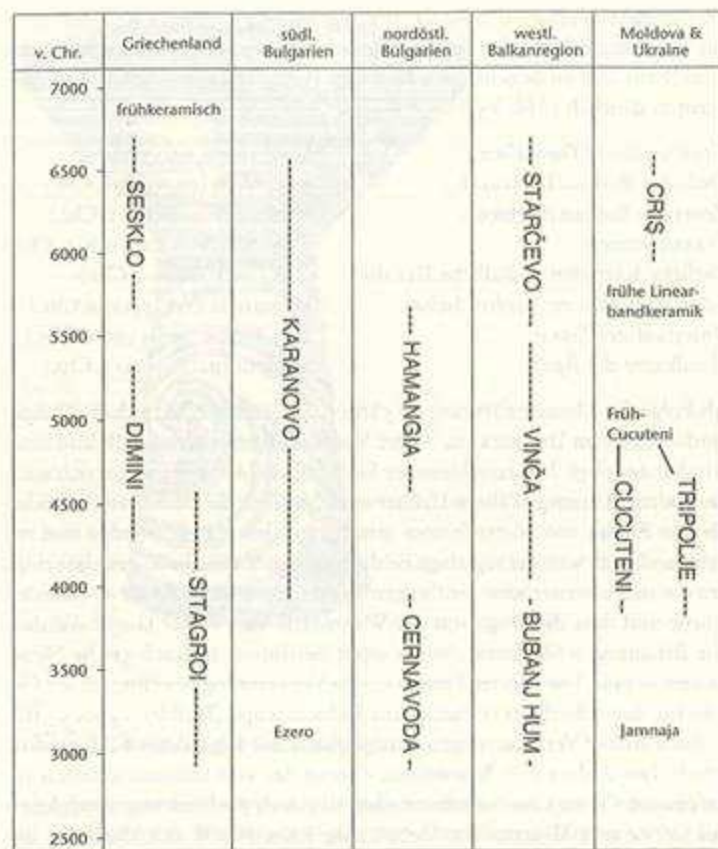 v. Chr.
Griechenland
südl.
Bulgarien
nordöstl.
Bulgarien
westl.
Balkanregion
Moldova &
Ukraine
7000
6500
6000
5500
5000
4500
4000
3500
3000
2500
frühkeramisch
SESKLO
DIMINI
SITAGROI
KARANOVO
Ezero
HAMANGIA
CERNAVODA
STARČEVO
VINČA
BUBANJ HUM
CRIŞ
frühe Linear-
bandkeramik
Früh-
Cucuteni
CUCUTENI
TRIPOLJE
Jamnaja